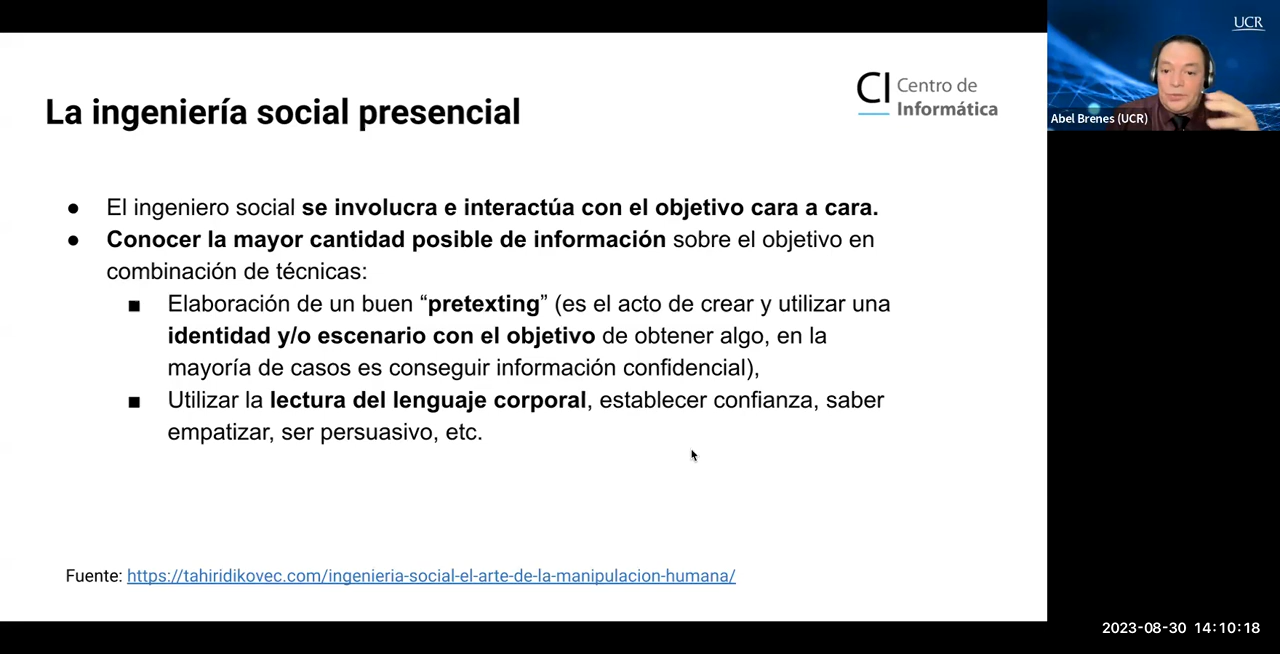 La ingeniería social presencial
CI Centro de
Informática
UCR
Abel Brenes (UCR)
● El ingeniero social se involucra e interactúa con el objetivo cara a cara.
● Conocer la mayor cantidad posible de información sobre el objetivo en
combinación de técnicas:
■ Elaboración de un buen “pretexting” (es el acto de crear y utilizar una
identidad y/o escenario con el objetivo de obtener algo, en la
mayoría de casos es conseguir información confidencial),
■ Utilizar la lectura del lenguaje corporal, establecer confianza, saber
empatizar, ser persuasivo, etc.
Fuente: https://tahiridikovec.com/ingenieria-social-el-arte-de-la-manipulacion-humana/
2023-08-30 14:10:18